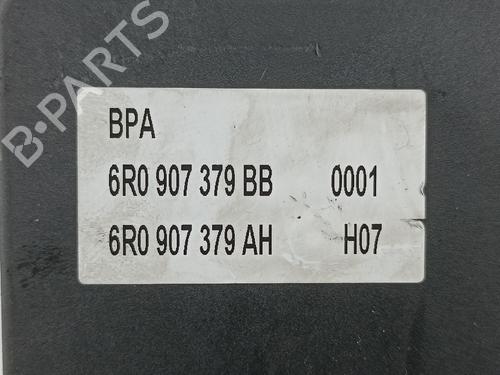 B-PARTS
BPA
6R0 907 379 BB 0001
6R0 907 379 AH H07